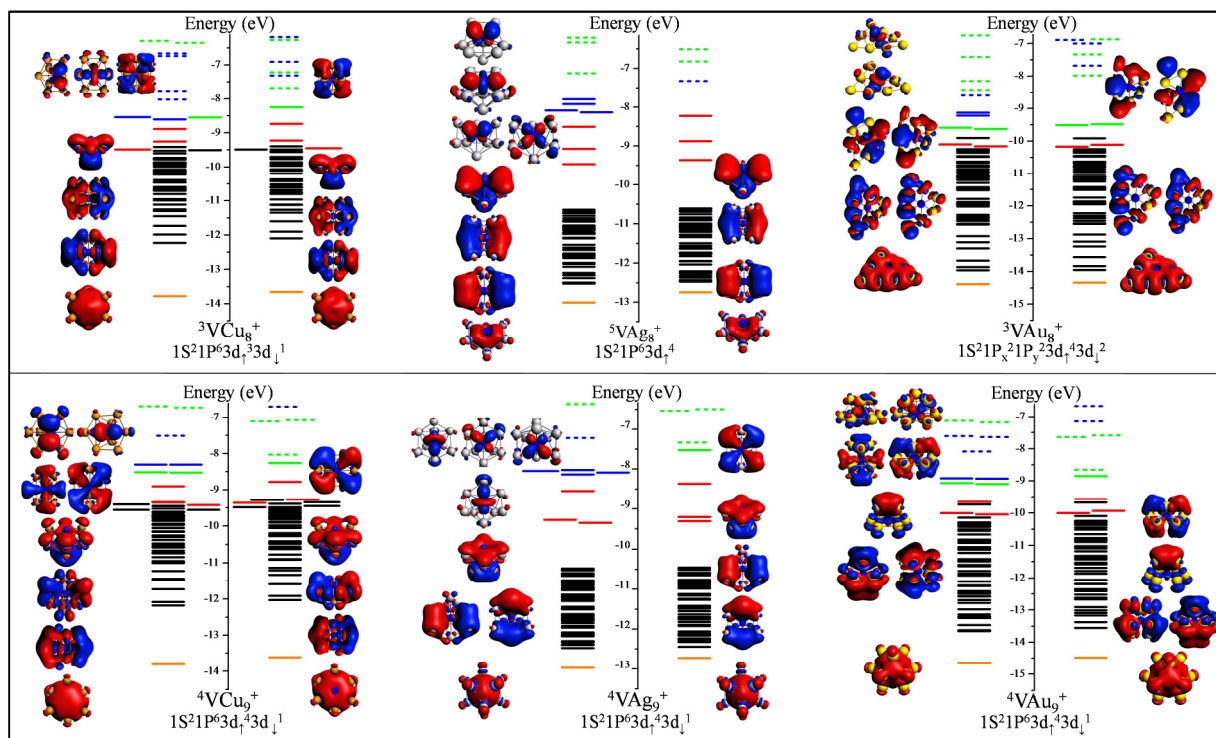 Energy (eV)
-7
-8
-9
-10
-11
-12
-13
-14
³VCu₈⁺
1S²1P⁶3d↑³3d↓¹
Energy (eV)
-7
-8
-9
-10
-11
-12
-13
⁵VAg₈⁺
1S²1P⁶3d↑⁴
Energy (eV)
-7
-8
-9
-10
-11
-12
-13
-14
-15
³VAu₈⁺
1S²1Pₓ²1Pᵧ²3d↑⁴3d↓²
Energy (eV)
-7
-8
-9
-10
-11
-12
-13
-14
⁴VCu₉⁺
1S²1P⁶3d↑⁴3d↓¹
Energy (eV)
-7
-8
-9
-10
-11
-12
-13
⁴VAg₉⁺
1S²1P⁶3d↑⁴3d↓¹
Energy (eV)
-7
-8
-9
-10
-11
-12
-13
-14
-15
⁴VAu₉⁺
1S²1P⁶3d↑⁴3d↓¹